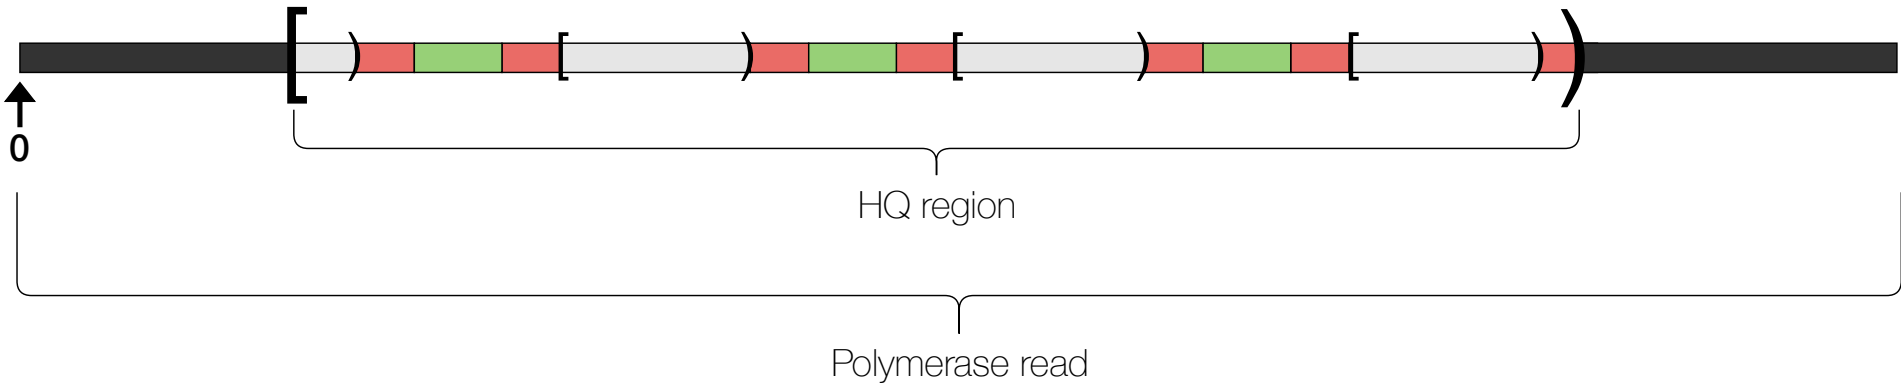 [ ) [ ) [ ) [ ) )
0
HQ region
Polymerase read